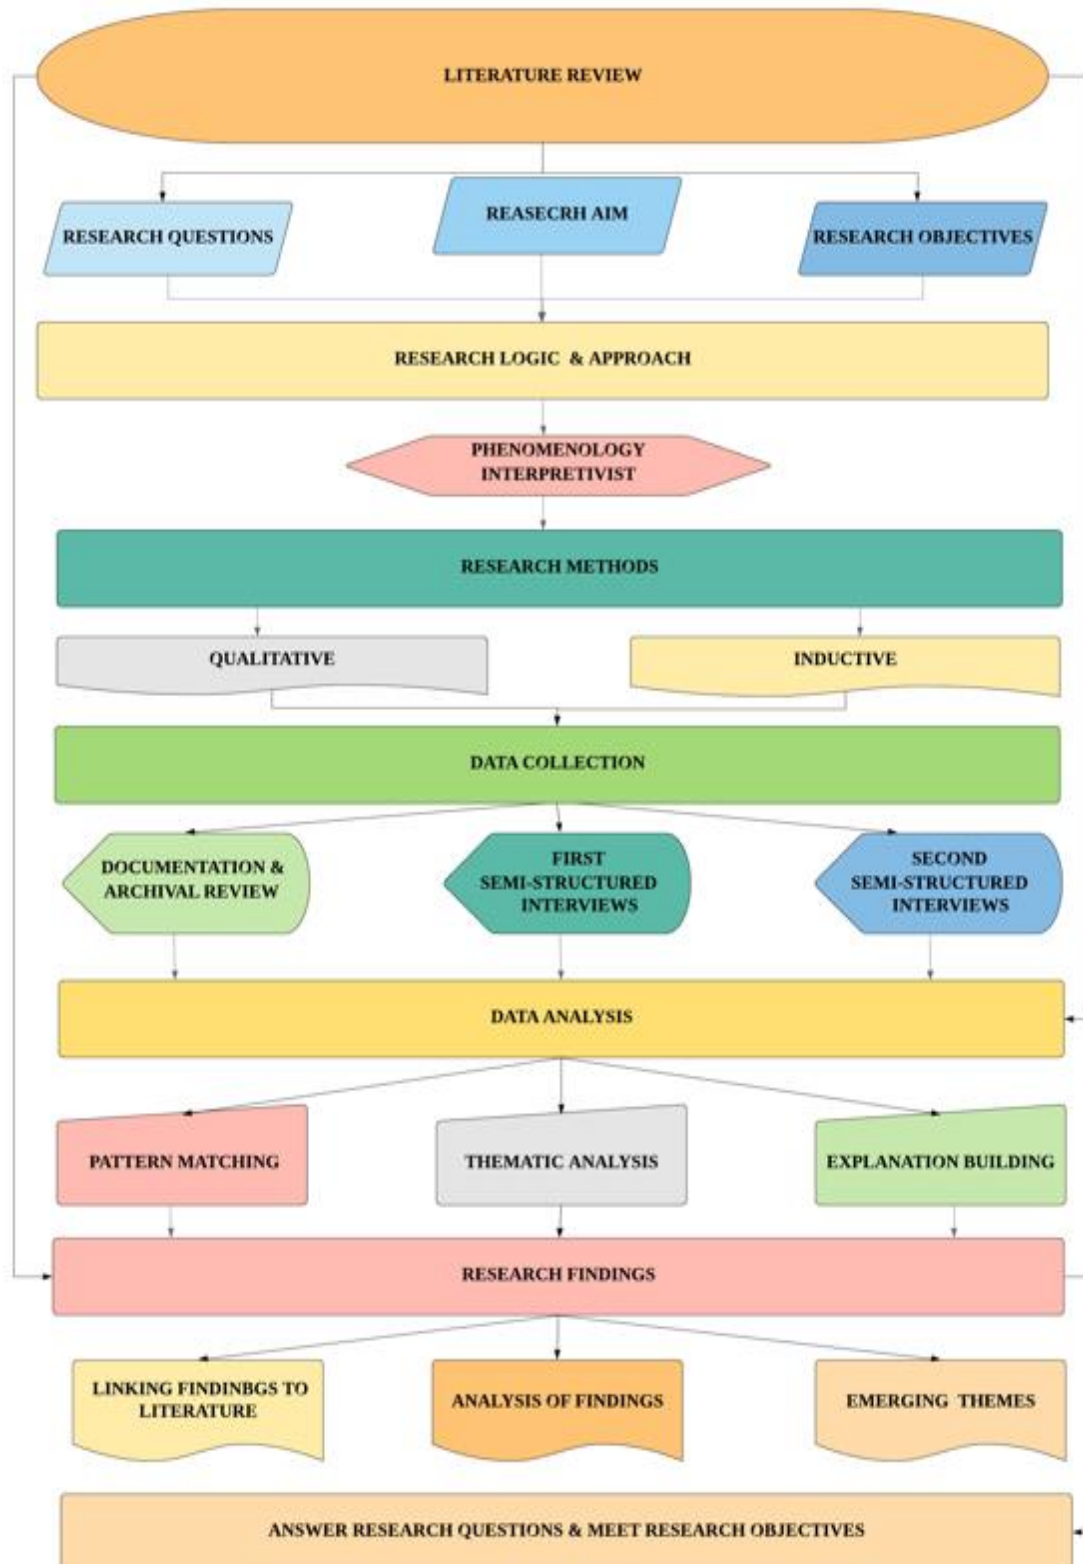 LITERATURE REVIEW
RESEARCH QUESTIONS
REASECRH AIM
RESEARCH OBJECTIVES
RESEARCH LOGIC & APPROACH
PHENOMENOLOGY
INTERPRETIVIST
RESEARCH METHODS
QUALITATIVE
INDUCTIVE
DATA COLLECTION
DOCUMENTATION &
ARCHIVAL REVIEW
FIRST
SEMI-STRUCTURED
INTERVIEWS
SECOND
SEMI-STRUCTURED
INTERVIEWS
DATA ANALYSIS
PATTERN MATCHING
THEMATIC ANALYSIS
EXPLANATION BUILDING
RESEARCH FINDINGS
LINKING FINDINBGS TO
LITERATURE
ANALYSIS OF FINDINGS
EMERGING THEMES
ANSWER RESEARCH QUESTIONS & MEET RESEARCH OBJECTIVES